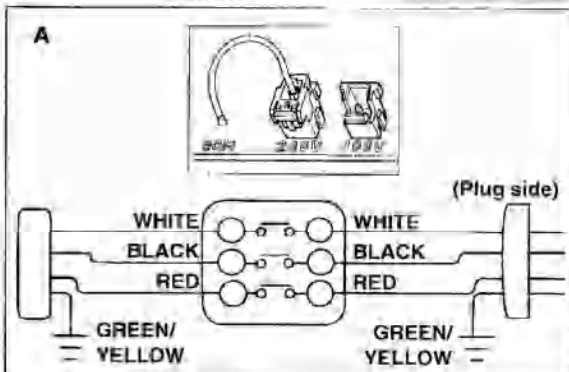 A
230V
(Plug side)
WHITE WHITE
BLACK BLACK
RED RED
GREEN/
YELLOW
GREEN/
YELLOW